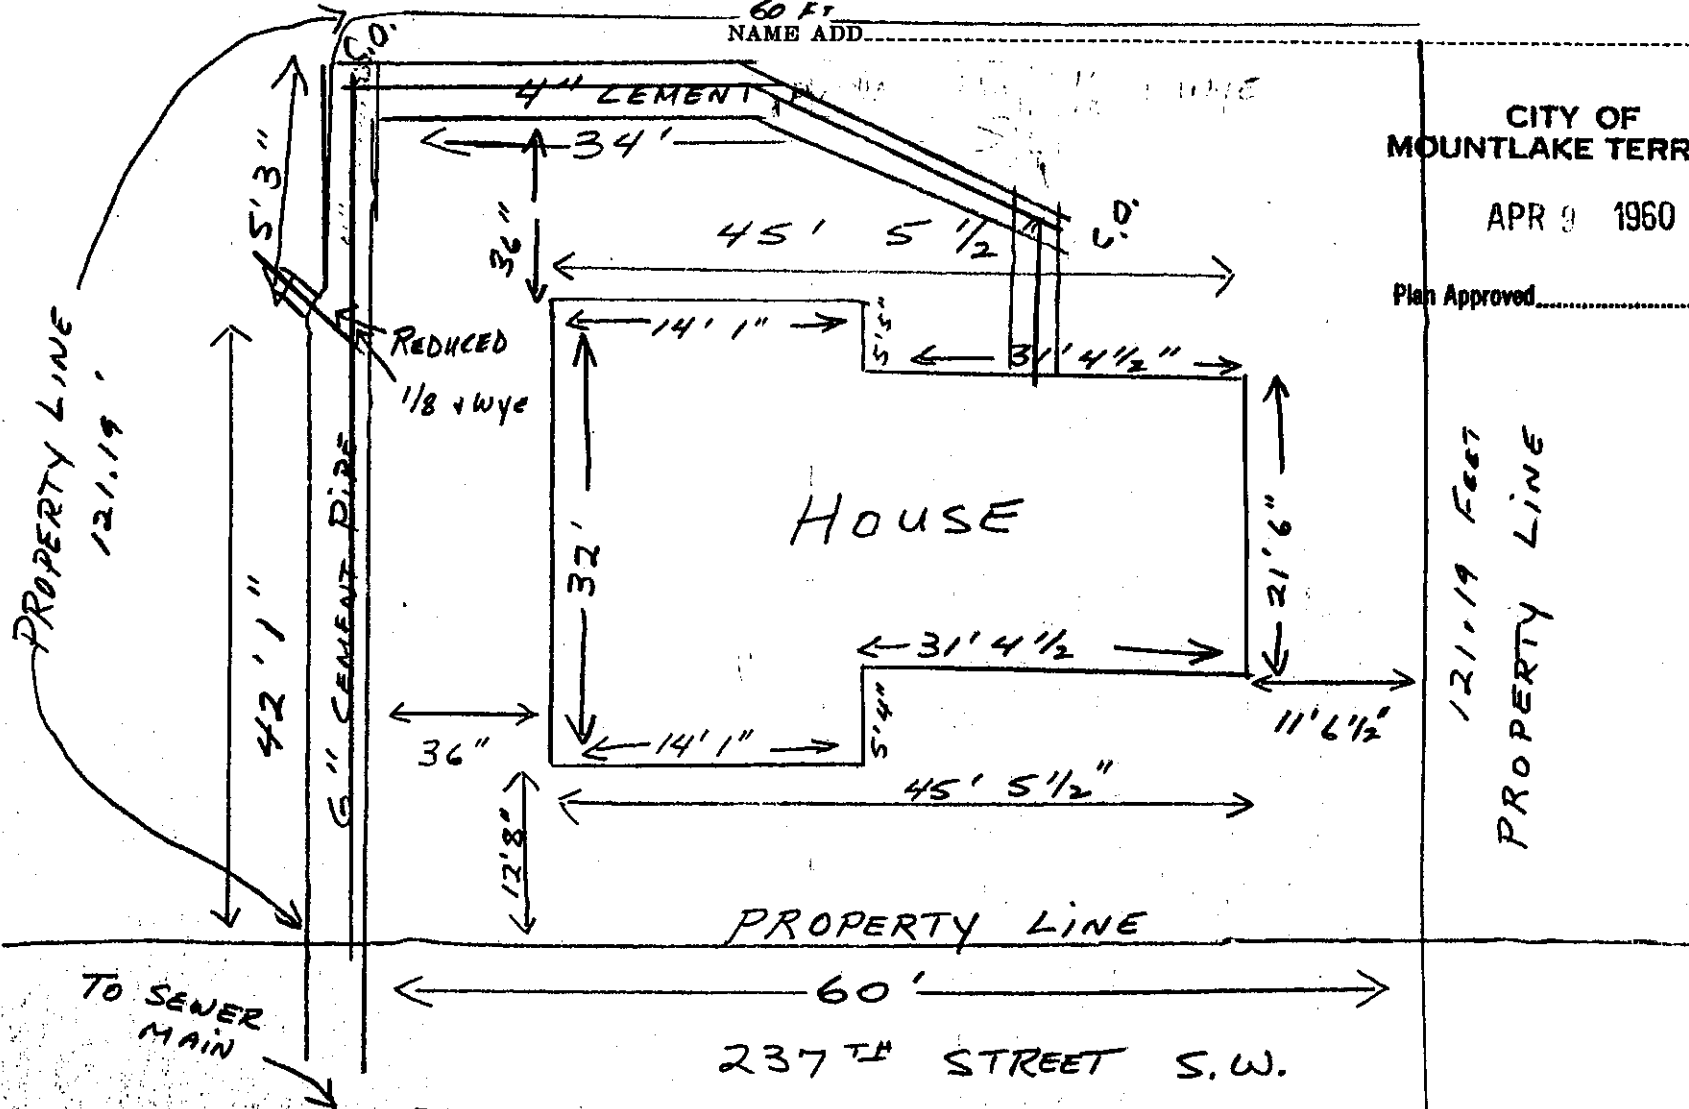 60 FT
NAME ADD
CITY OF
MOUNTLAKE TERR
APR 9 1960
Plan Approved
C.O.
4" CEMENT
WYE
34'
5'3"
36"
45' 5 1/2"
C.O.
PROPERTY LINE
121.19'
REDUCED
1/8 + Wye
14' 1"
5'5"
31' 4 1/2"
32'
HOUSE
21'6"
121.19 FEET
PROPERTY LINE
42' 1"
6" CEMENT PIPE
36"
31' 4 1/2
14' 1"
5'4"
11' 6 1/2"
45' 5 1/2"
12'8"
PROPERTY LINE
60'
TO SEWER
MAIN
237TH STREET S.W.